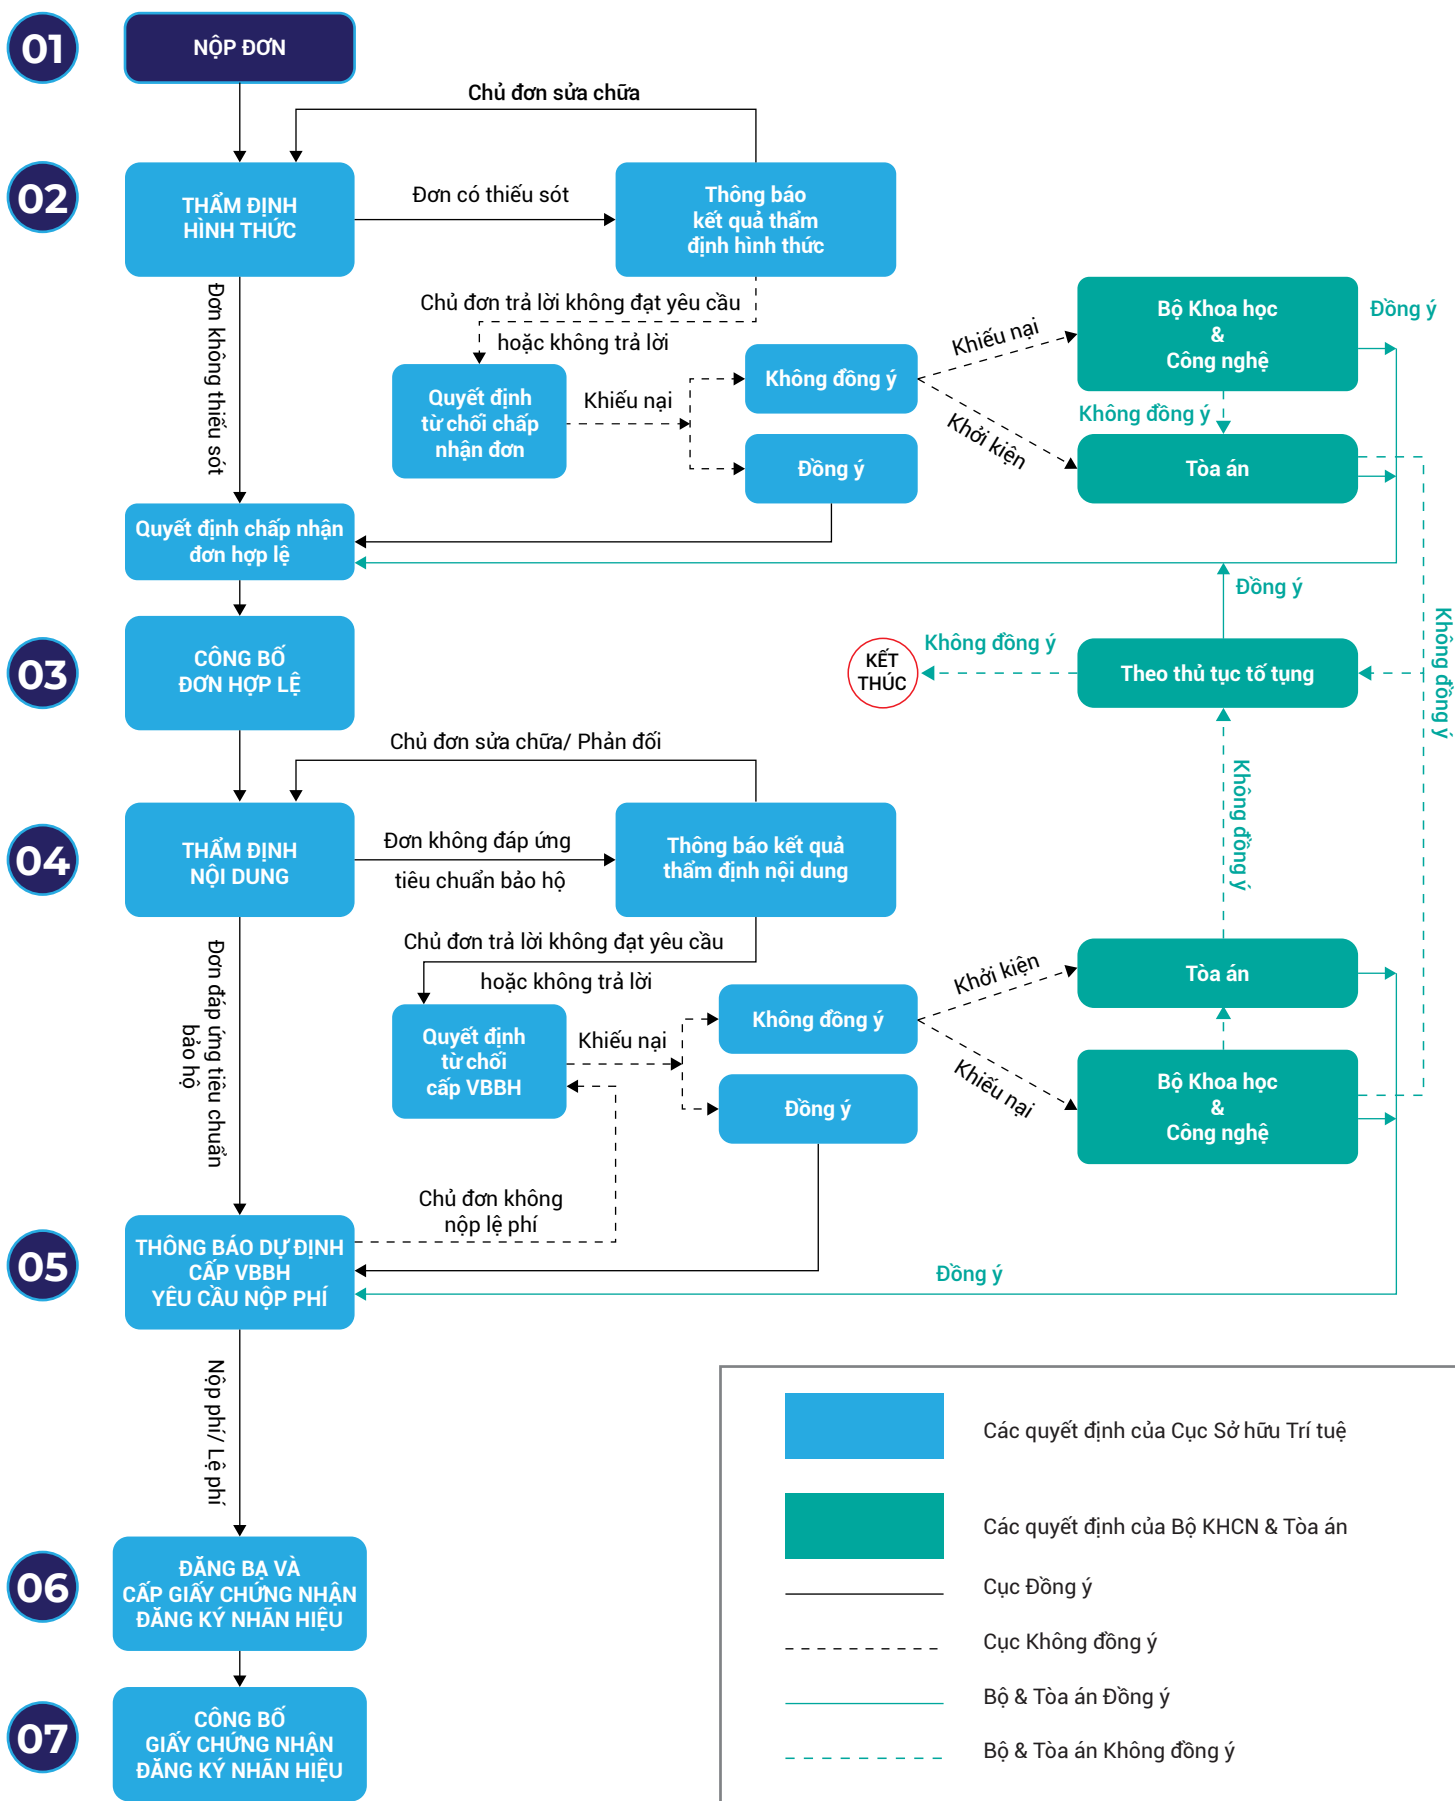 01
NỘP ĐƠN
Chủ đơn sửa chữa
02
THẨM ĐỊNH
HÌNH THỨC
Đơn có thiếu sót
Thông báo
kết quả thẩm
định hình thức
Đơn không thiếu sót
Chủ đơn trả lời không đạt yêu cầu
hoặc không trả lời
Quyết định
từ chối chấp
nhận đơn
Khiếu nại
Không đồng ý
Đồng ý
Khiếu nại
Khởi kiện
Bộ Khoa học
&
Công nghệ
Đồng ý
Không đồng ý
Tòa án
Quyết định chấp nhận
đơn hợp lệ
Đồng ý
03
CÔNG BỐ
ĐƠN HỢP LỆ
KẾT
THÚC
Không đồng ý
Theo thủ tục tố tụng
Không đồng ý
Chủ đơn sửa chữa/ Phản đối
Không đồng ý
04
THẨM ĐỊNH
NỘI DUNG
Đơn không đáp ứng
tiêu chuẩn bảo hộ
Thông báo kết quả
thẩm định nội dung
Đơn đáp ứng tiêu chuẩn
bảo hộ
Chủ đơn trả lời không đạt yêu cầu
hoặc không trả lời
Quyết định
từ chối
cấp VBBH
Khiếu nại
Không đồng ý
Đồng ý
Khởi kiện
Khiếu nại
Tòa án
Bộ Khoa học
&
Công nghệ
Chủ đơn không
nộp lệ phí
05
THÔNG BÁO DỰ ĐỊNH
CẤP VBBH
YÊU CẦU NỘP PHÍ
Đồng ý
Nộp phí/ Lệ phí
06
ĐĂNG BẠ VÀ
CẤP GIẤY CHỨNG NHẬN
ĐĂNG KÝ NHÃN HIỆU
07
CÔNG BỐ
GIẤY CHỨNG NHẬN
ĐĂNG KÝ NHÃN HIỆU
Các quyết định của Cục Sở hữu Trí tuệ
Các quyết định của Bộ KHCN & Tòa án
Cục Đồng ý
Cục Không đồng ý
Bộ & Tòa án Đồng ý
Bộ & Tòa án Không đồng ý